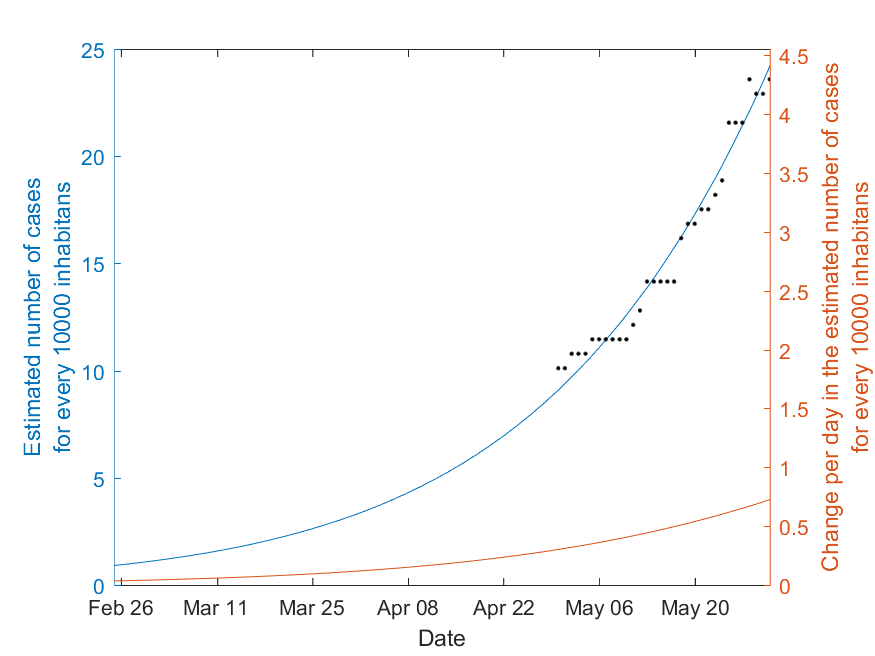 Estimated number of cases
for every 10000 inhabitans
25
20
15
10
5
0
4.5
4
3.5
3
2.5
2
1.5
1
0.5
0
Change per day in the estimated number of cases
for every 10000 inhabitans
Feb 26 Mar 11 Mar 25 Apr 08 Apr 22 May 06 May 20
Date